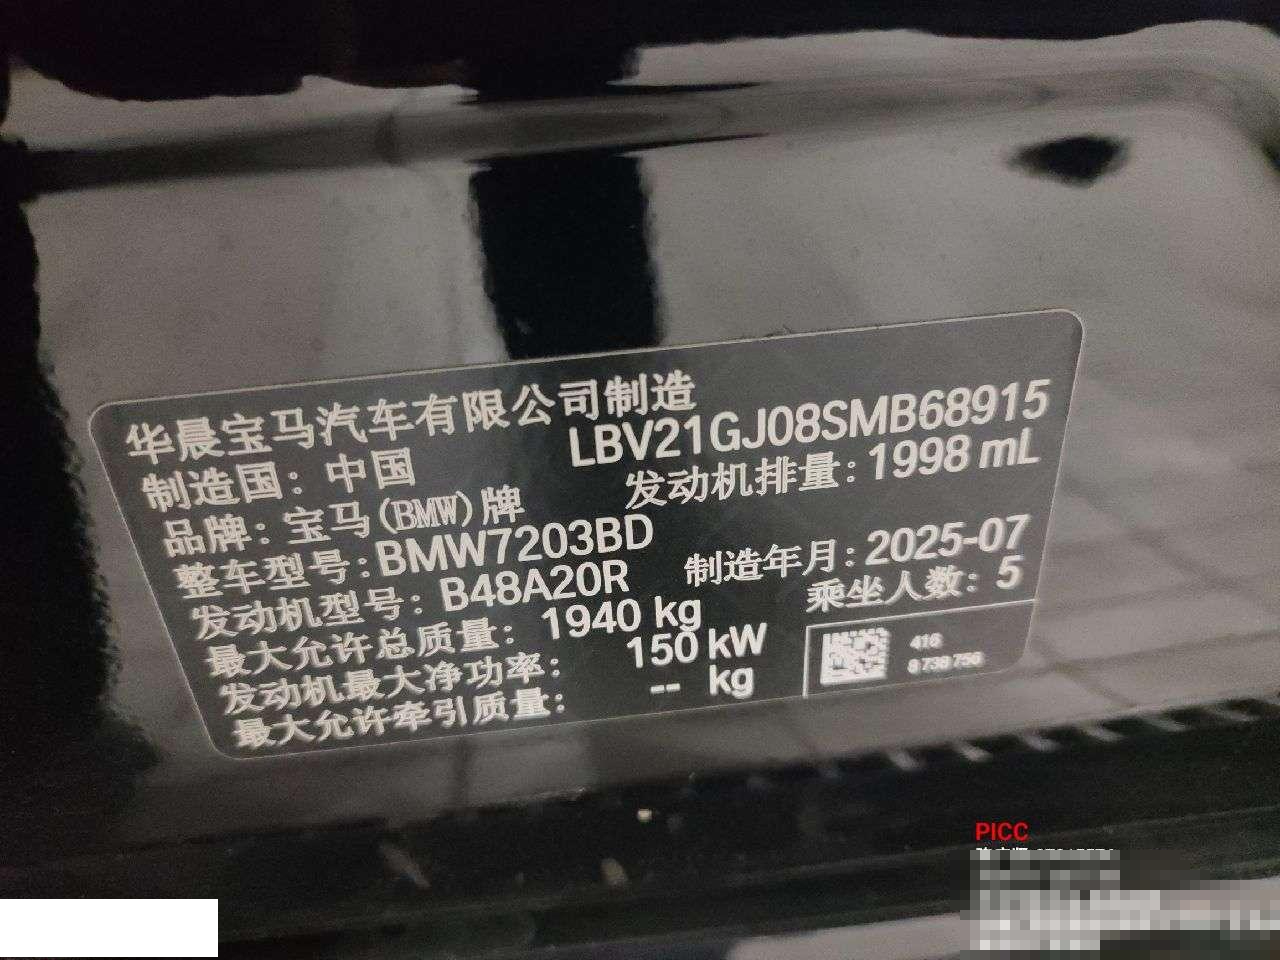 华晨宝马汽车有限公司制造
制造国：中国 LBV21GJ08SMB68915
品牌：宝马(BMW)牌 发动机排量：1998 mL
整车型号：BMW7203BD
发动机型号：B48A20R 制造年月：2025-07
最大允许总质量：1940 kg 乘坐人数：5
发动机最大净功率：150 kW
最大允许牵引质量：-- kg
416
8 738 756
PICC